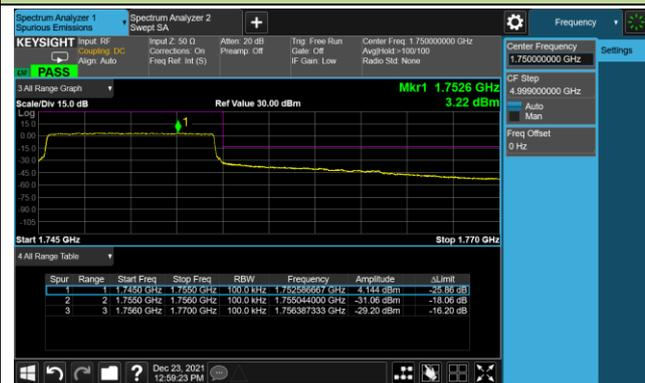 Spectrum Analyzer 1
Spurious Emissions
Spectrum Analyzer 2
Swept SA
Frequency
KEYSIGHT
Input: RF
Coupling: DC
Align: Auto
Input Z: 50 Ω
Corrections: On
Freq Ref: Int (S)
Atten: 20 dB
Preamp: Off
Trig: Free Run
Gate: Off
IF Gain: Low
Center Freq: 1.750000000 GHz
Avg|Hold:>100/100
Radio Std: None
PASS
Center Frequency
1.750000000 GHz
Settings
CF Step
4.999000000 GHz
Auto
Man
Freq Offset
0 Hz
3 All Range Graph
Mkr1 1.7526 GHz
Scale/Div 15.0 dB
Ref Value 30.00 dBm
3.22 dBm
Log
15.0
0.00
-15.0
-30.0
-45.0
-60.0
-75.0
-90.0
-105
1
Start 1.745 GHz
Stop 1.770 GHz
4 All Range Table
Spur Range Start Freq Stop Freq RBW Frequency Amplitude ΔLimit
1 1 1.7450 GHz 1.7550 GHz 100.0 kHz 1.752586667 GHz 4.144 dBm -25.86 dB
2 2 1.7550 GHz 1.7560 GHz 100.0 kHz 1.755044000 GHz -31.06 dBm -18.06 dB
3 3 1.7560 GHz 1.7700 GHz 100.0 kHz 1.756387333 GHz -29.20 dBm -16.20 dB
Dec 23, 2021
12:59:23 PM